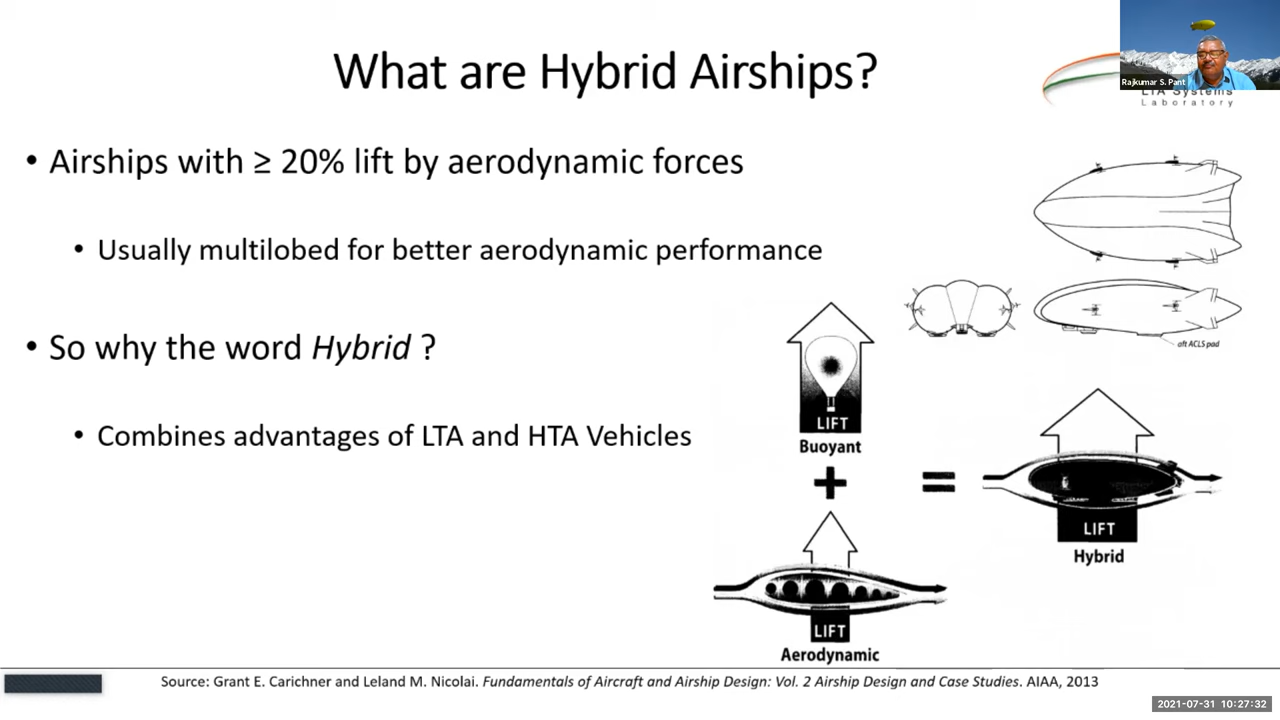 What are Hybrid Airships?
Rajkumar S. Pant
LTA Systems
Laboratory
• Airships with ≥ 20% lift by aerodynamic forces
• Usually multilobed for better aerodynamic performance
• So why the word Hybrid ?
• Combines advantages of LTA and HTA Vehicles
aft ACLS pad
LIFT
Buoyant
+
=
LIFT
Hybrid
LIFT
Aerodynamic
Source: Grant E. Carichner and Leland M. Nicolai. Fundamentals of Aircraft and Airship Design: Vol. 2 Airship Design and Case Studies. AIAA, 2013
2021-07-31 10:27:32